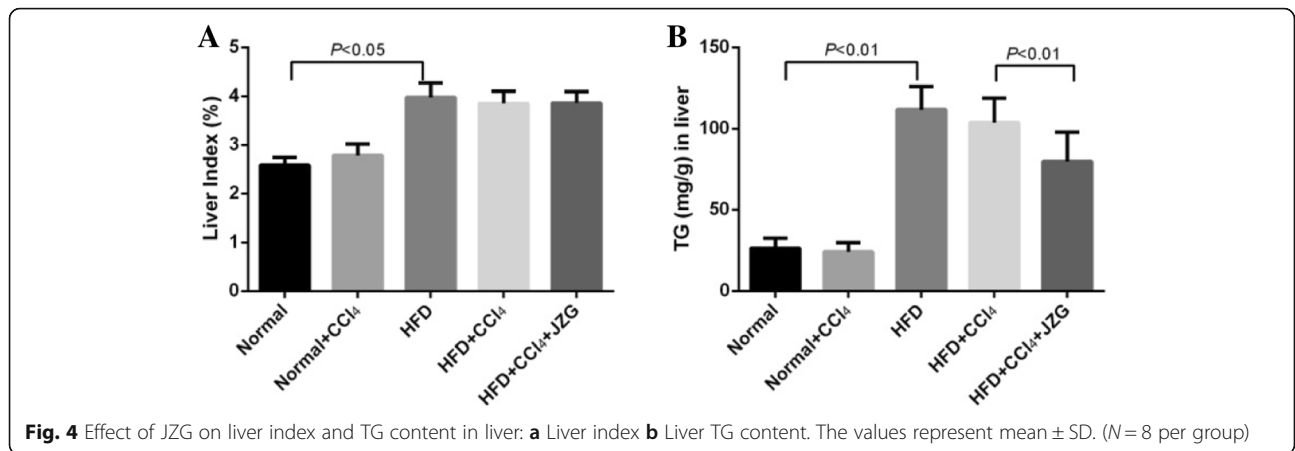 A
P<0.05
Liver Index (%)
5
4
3
2
1
0
Normal
Normal+CCl4
HFD
HFD+CCl4
HFD+CCl4+JZG
B
P<0.01
P<0.01
TG (mg/g) in liver
150
100
50
0
Normal
Normal+CCl4
HFD
HFD+CCl4
HFD+CCl4+JZG
Fig. 4 Effect of JZG on liver index and TG content in liver: a Liver index b Liver TG content. The values represent mean ± SD. (N = 8 per group)